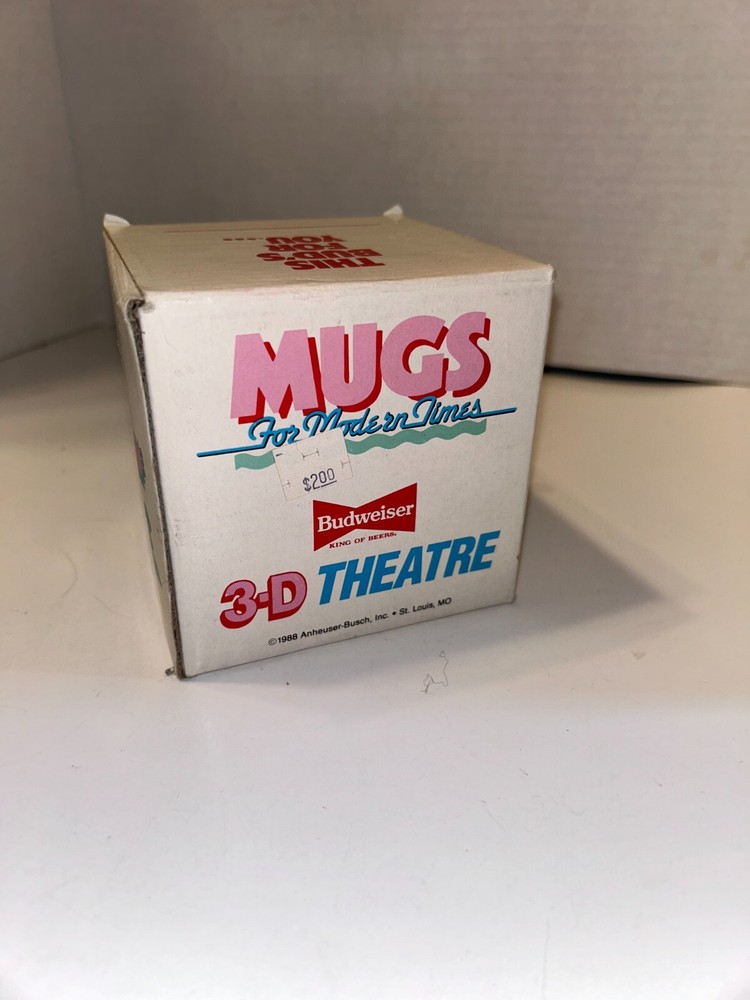 THIS
BUD'S
FOR
YOU...
MUGS
For Modern Times
$2.00
Budweiser
KING OF BEERS.
3-D THEATRE
©1988 Anheuser-Busch, Inc. • St. Louis, MO